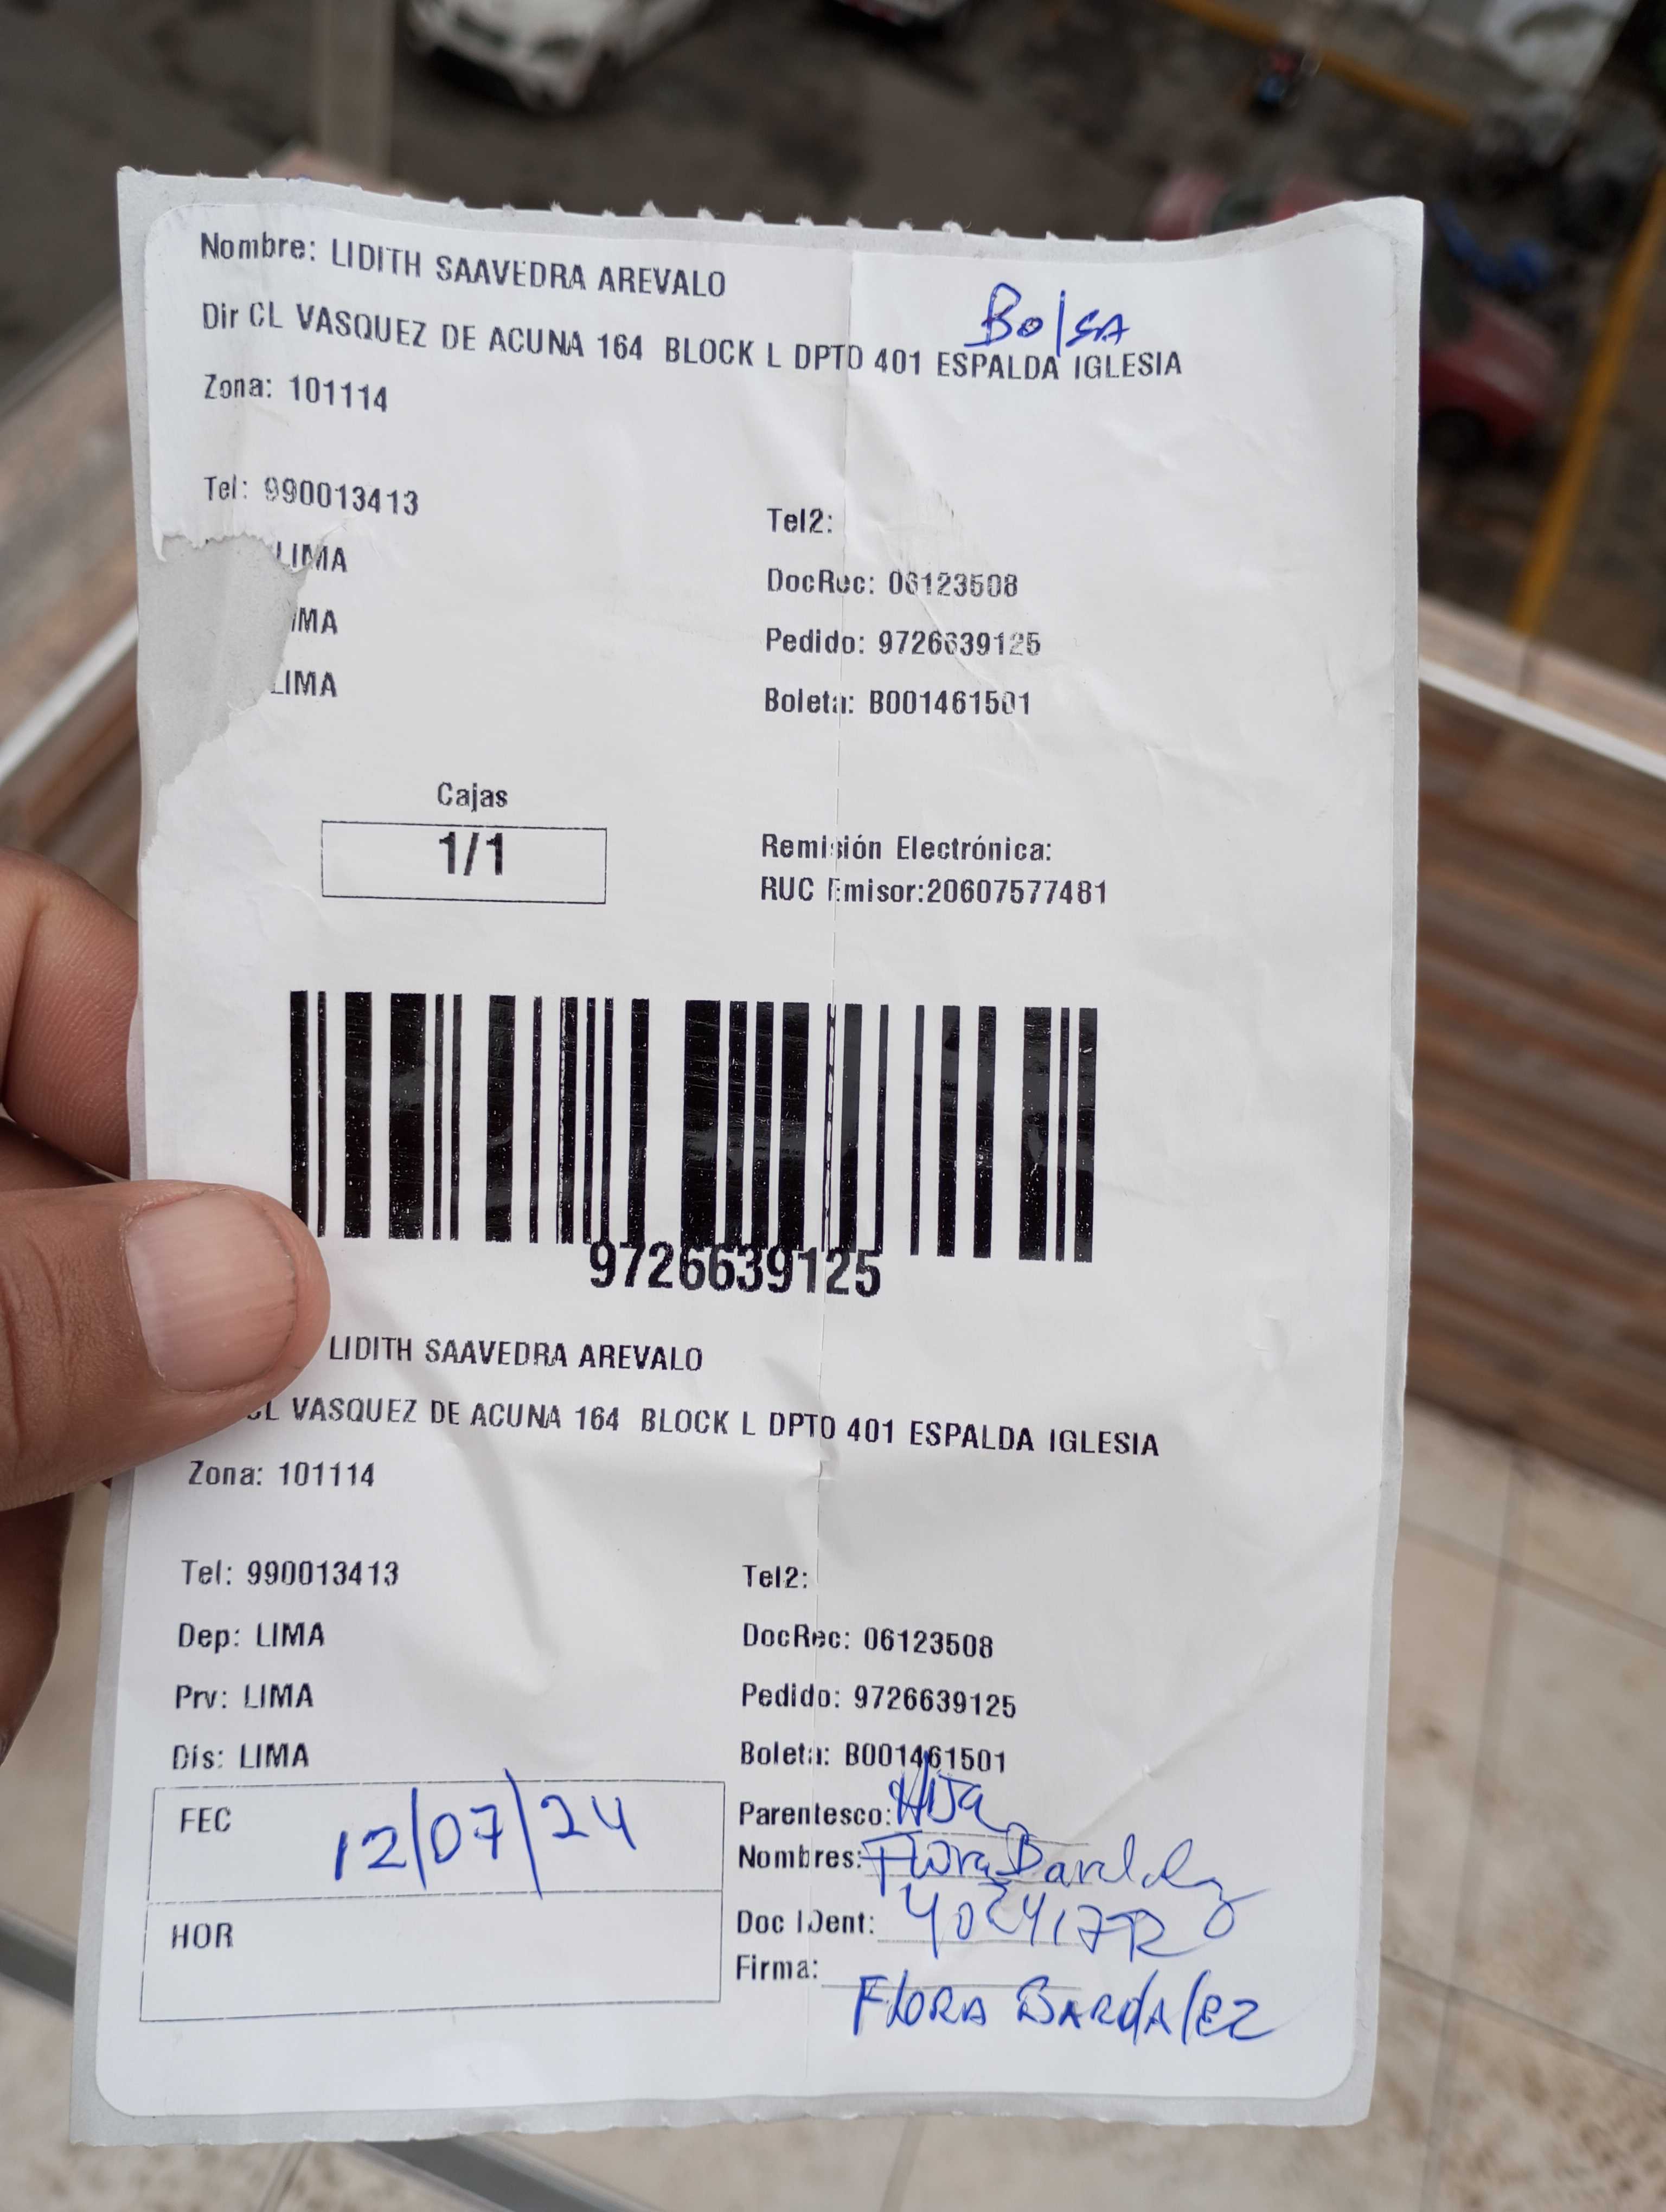 Nombre: LIDITH SAAVEDRA AREVALO
Bolsa
Dir CL VASQUEZ DE ACUNA 164 BLOCK L DPTO 401 ESPALDA IGLESIA
Zona: 101114
Tel: 990013413
Tel2:
LIMA
DocRec: 06123508
IMA
Pedido: 9726639125
LIMA
Boleta: B001461501
Cajas
1/1
Remisión Electrónica:
RUC Emisor:20607577481
9726639125
LIDITH SAAVEDRA AREVALO
CL VASQUEZ DE ACUNA 164 BLOCK L DPTO 401 ESPALDA IGLESIA
Zona: 101114
Tel: 990013413
Tel2:
Dep: LIMA
DocRec: 06123508
Prv: LIMA
Pedido: 9726639125
Dis: LIMA
Boleta: B001461501
FEC 12/07/24
Parentesco: Hija
Nombres: Flora
HOR
Doc IDent:
Firma:
FLORA BARDALEZ